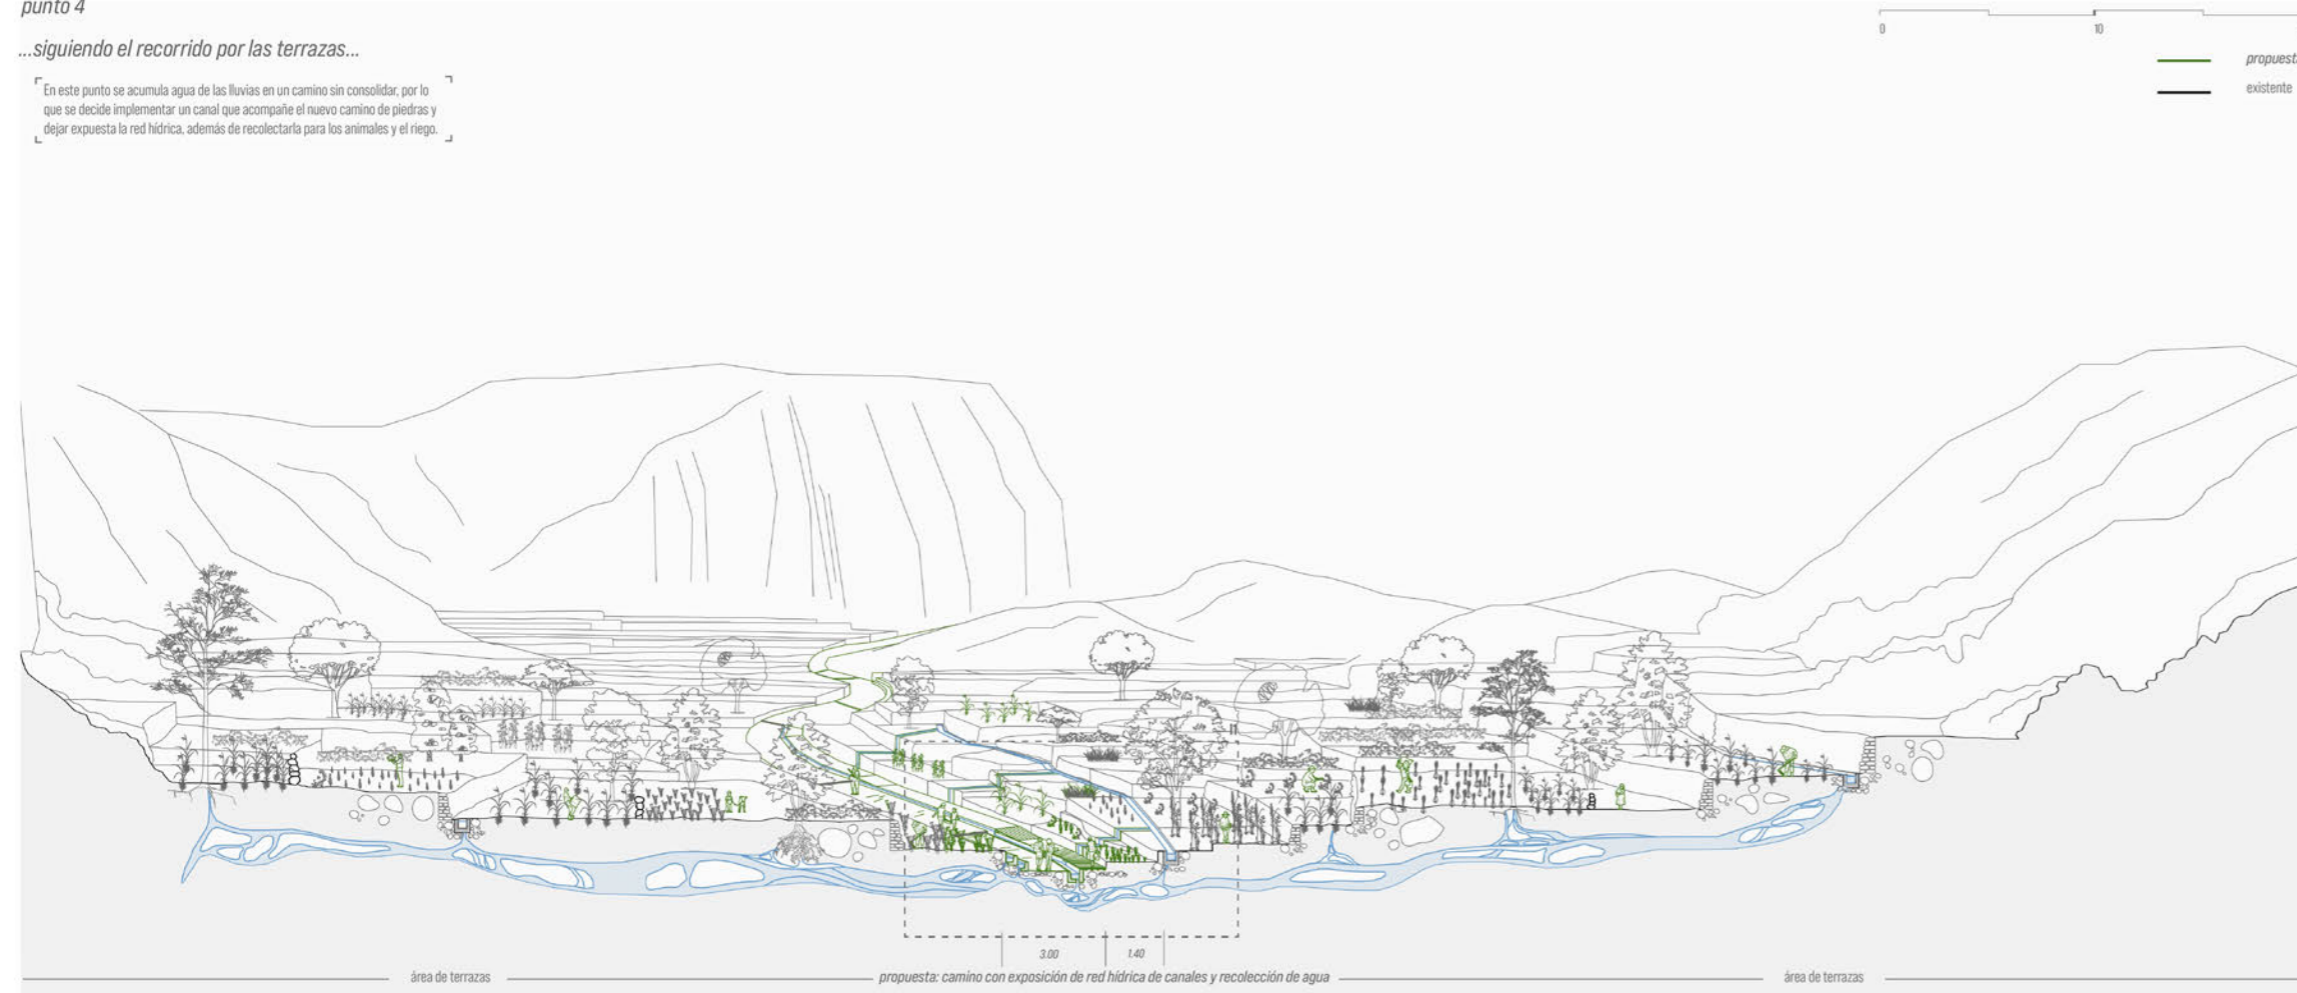 punto 4
...siguiendo el recorrido por las terrazas...
En este punto se acumula agua de las lluvias en un camino sin consolidar, por lo
que se decide implementar un canal que acompañe el nuevo camino de piedras y
dejar expuesta la red hídrica, además de recolectarla para los animales y el riego.
0 10
propuest
existente
3.00 1.40
área de terrazas propuesta: camino con exposición de red hídrica de canales y recolección de agua área de terrazas